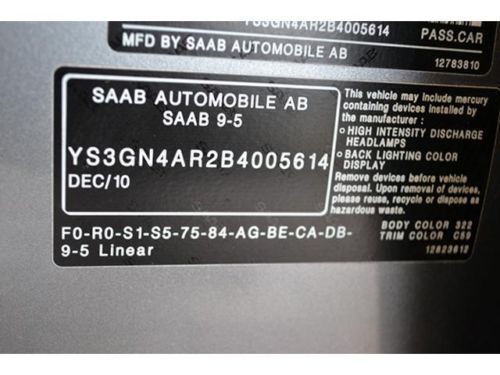 YS3GN4AR2B4005614
MFD BY SAAB AUTOMOBILE AB
PASS.CAR
12783810
SAAB AUTOMOBILE AB
SAAB 9-5
YS3GN4AR2B4005614
DEC/10
F0-R0-S1-S5-75-84-AG-BE-CA-DB-
9-5 Linear
This vehicle may include mercury
containing devices installed by
the manufacturer:
HIGH INTENSITY DISCHARGE
HEADLAMPS
BACK LIGHTING COLOR
DISPLAY
Remove devices before vehicle
disposal. Upon removal of devices,
please reuse, recycle or dispose as
hazardous waste.
BODY COLOR 322
TRIM COLOR C59
12823612